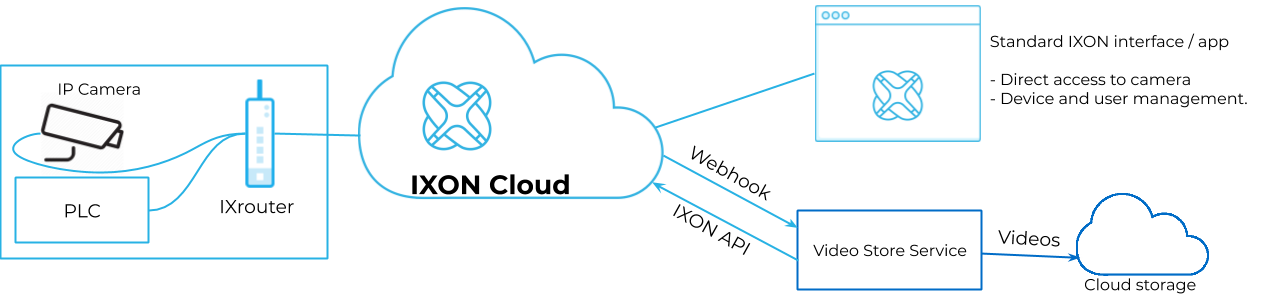 IP Camera
PLC
IXrouter
IXON Cloud
Standard IXON interface / app
- Direct access to camera
- Device and user management.
Webhook
IXON API
Video Store Service
Videos
Cloud storage